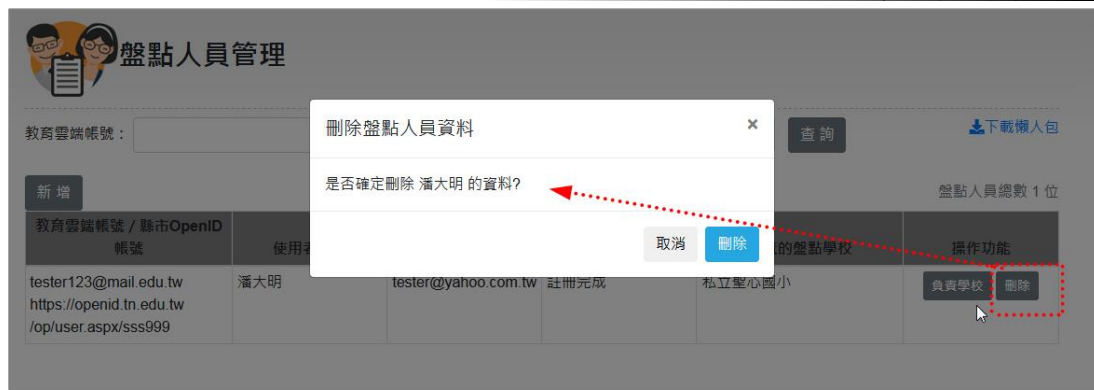 盤點人員管理
刪除盤點人員資料 ×
教育雲端帳號：
查 詢
下載懶人包
是否確定刪除 潘大明 的資料?
新 增
盤點人員總數 1 位
取消
刪除
教育雲端帳號 / 縣市OpenID
帳號
使用者
的盤點學校
操作功能
tester123@mail.edu.tw
https://openid.tn.edu.tw
/op/user.aspx/sss999
潘大明
tester@yahoo.com.tw
註冊完成
私立聖心國小
負責學校
刪除